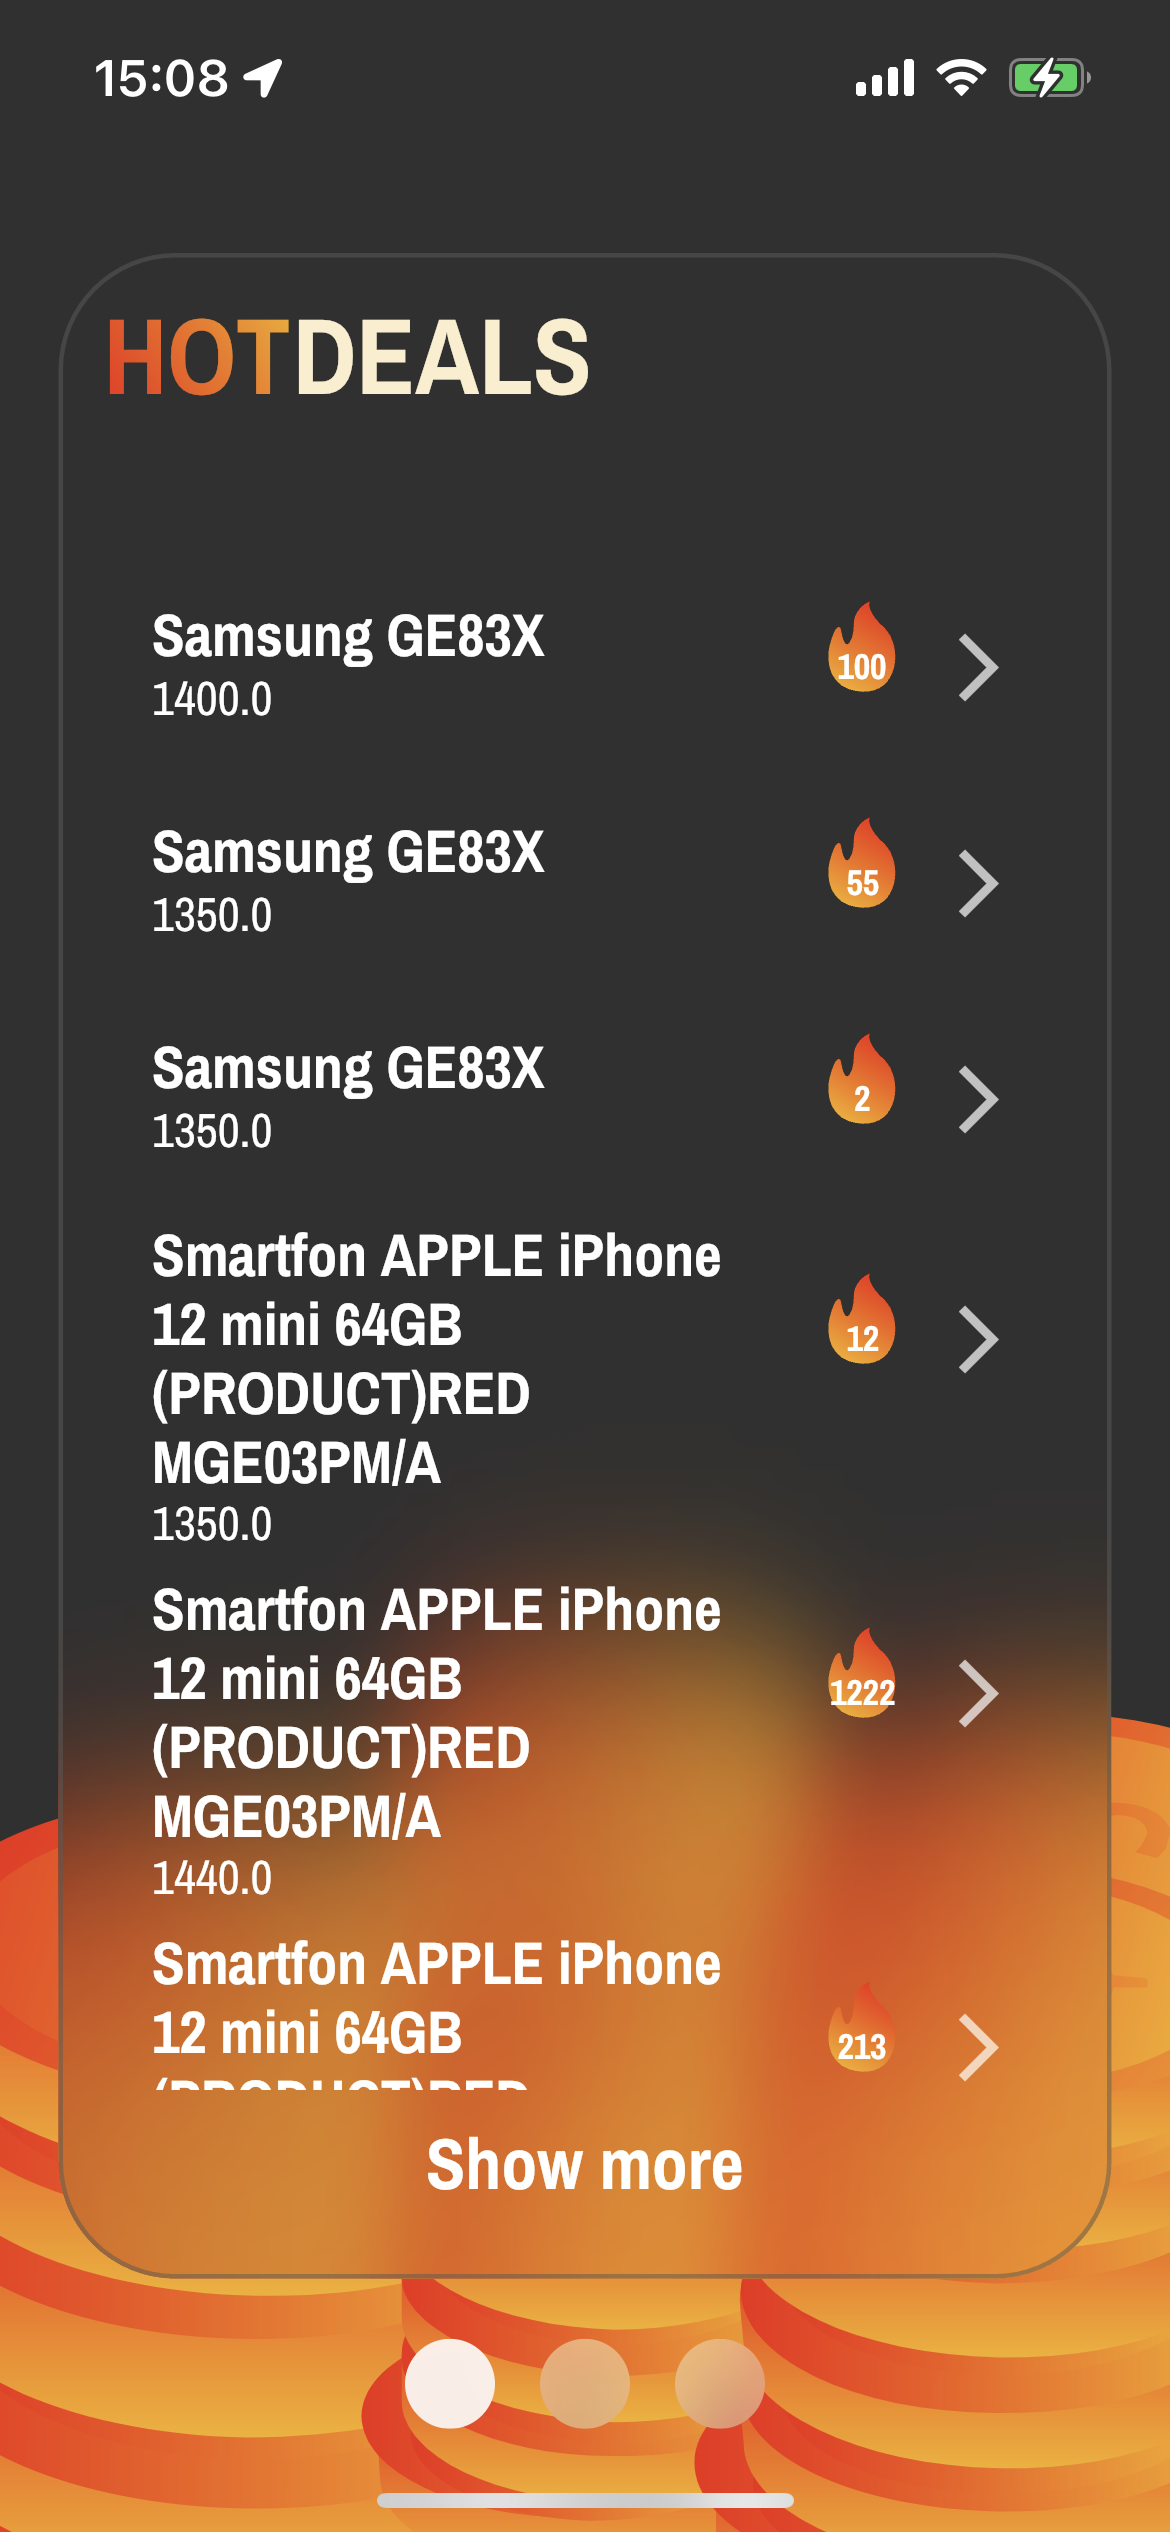 15:08
HOTDEALS
Samsung GE83X
100
1400.0
Samsung GE83X
55
1350.0
Samsung GE83X
2
1350.0
Smartfon APPLE iPhone
12 mini 64GB
12
(PRODUCT)RED
MGE03PM/A
1350.0
Smartfon APPLE iPhone
12 mini 64GB
1222
(PRODUCT)RED
MGE03PM/A
1440.0
Smartfon APPLE iPhone
12 mini 64GB
213
(PRODUCT)RED
Show more